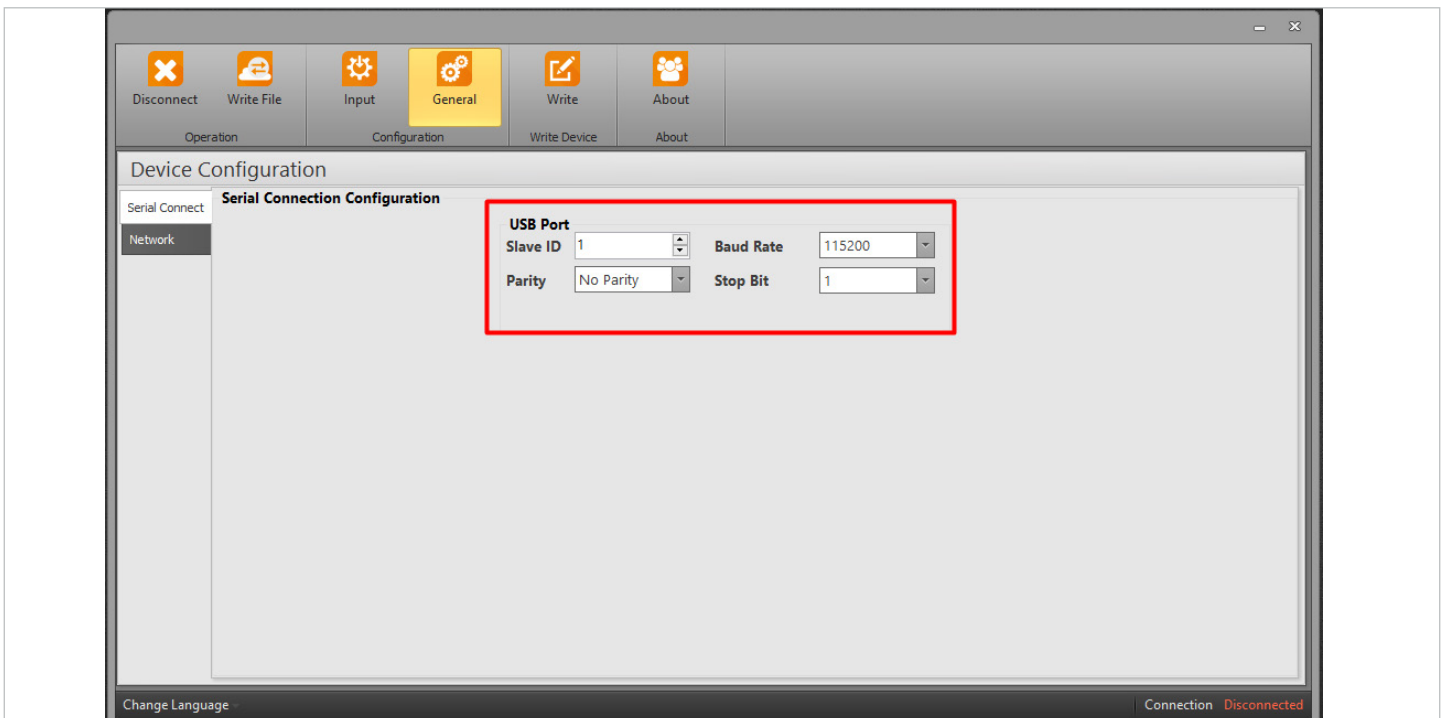 Disconnect Write File Input General Write About
Operation Configuration Write Device About
Device Configuration
Serial Connect
Network
Serial Connection Configuration
USB Port
Slave ID 1 Baud Rate 115200
Parity No Parity Stop Bit 1
Change Language Connection Disconnected